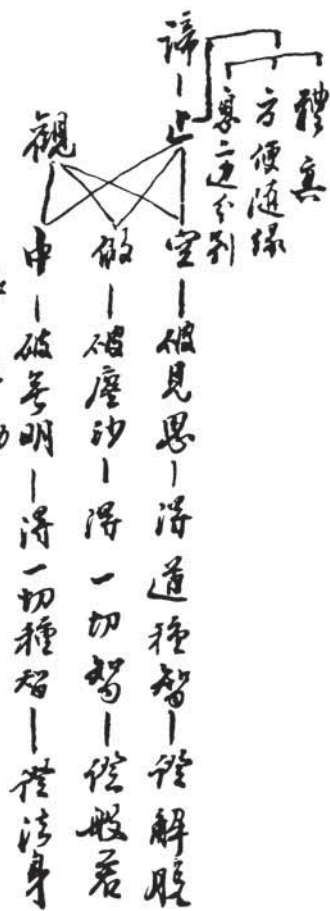 體真
方便隨緣
息二邊分別
諦—止
空—破見思—得道種智—證解脫
假—破塵沙—得一切智—證般若
觀
中—破無明—得一切種智—證法身